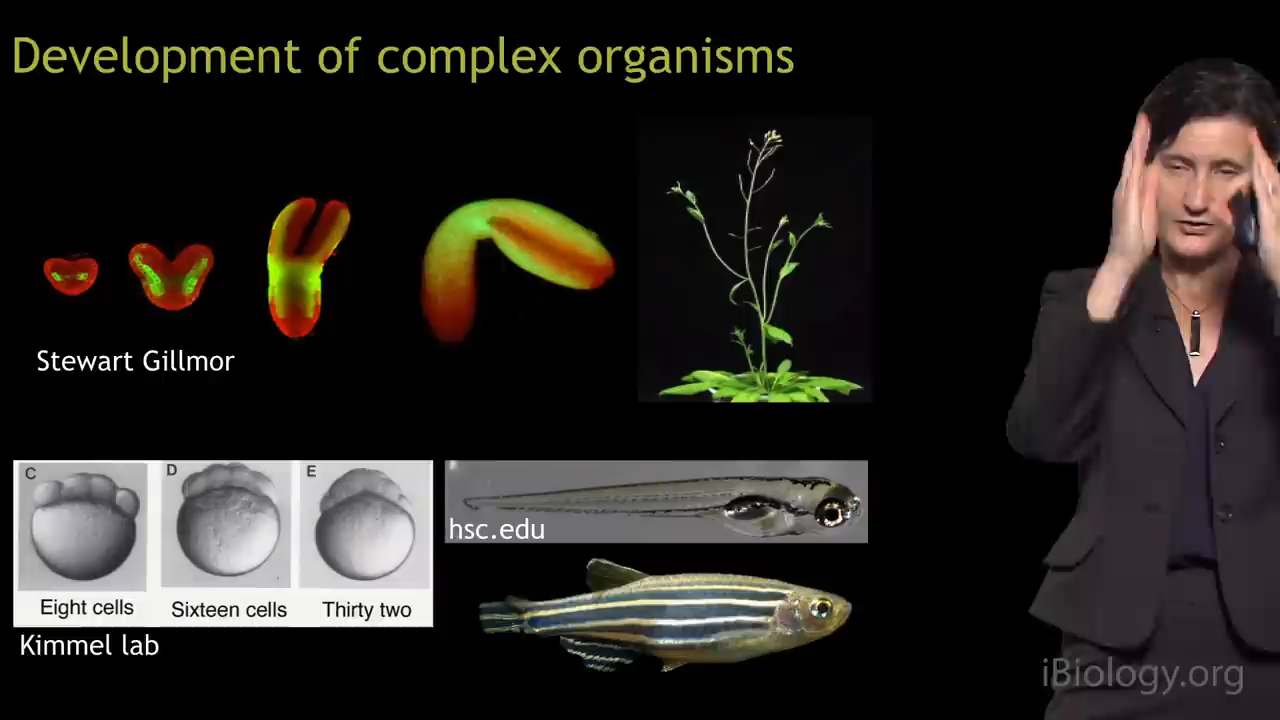 Development of complex organisms
Stewart Gillmor
C
D
E
Eight cells
Sixteen cells
Thirty two
Kimmel lab
hsc.edu
iBiology.org